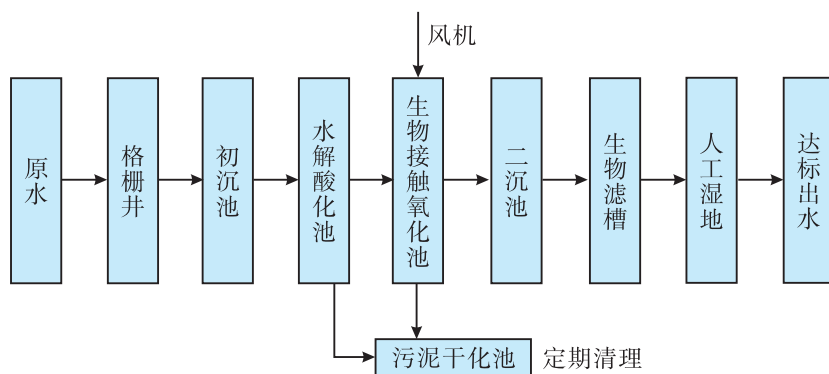 风机
原水
格栅井
初沉池
水解酸化池
生物接触氧化池
二沉池
生物滤槽
人工湿地
达标出水
污泥干化池
定期清理